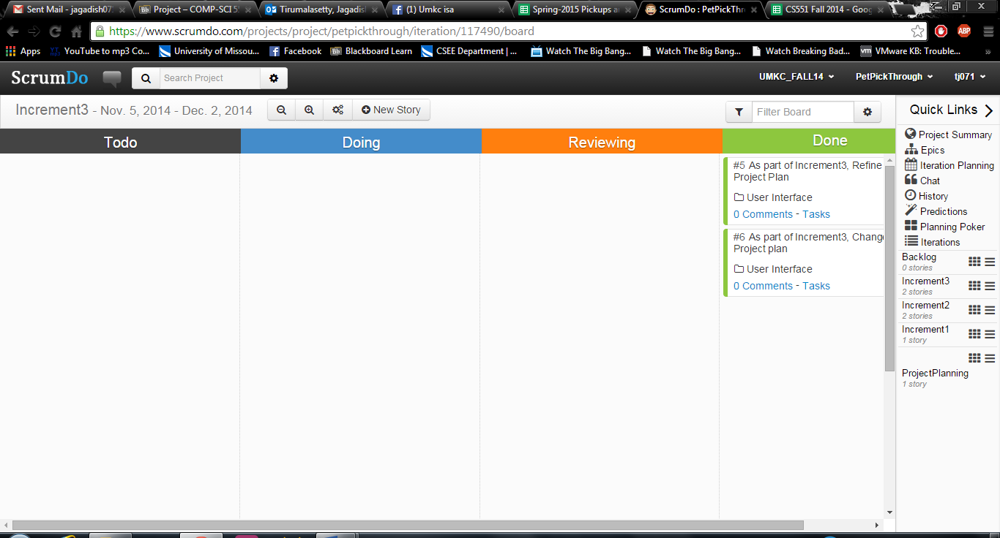 Sent Mail - jagadish07
Project – COMP-SCI 55
Tirumalasetty, Jagadis
(1) Umkc isa
Spring-2015 Pickups a
ScrumDo : PetPickThr
CS551 Fall 2014 - Goog
https://www.scrumdo.com/projects/project/petpickthrough/iteration/117490/board
ABP
Apps
YouTube to mp3 Co...
University of Missou...
Facebook
Blackboard Learn
CSEE Department | ...
Watch The Big Bang...
Watch The Big Bang...
Watch Breaking Bad...
VMware KB: Trouble...
»
ScrumDo
Search Project
UMKC_FALL14
PetPickThrough
tj071
Increment3 - Nov. 5, 2014 - Dec. 2, 2014
New Story
Filter Board
Quick Links
Todo
Doing
Reviewing
Done
#5 As part of Increment3, Refine
Project Plan
User Interface
0 Comments - Tasks
#6 As part of Increment3, Change
Project plan
User Interface
0 Comments - Tasks
Project Summary
Epics
Iteration Planning
Chat
History
Predictions
Planning Poker
Iterations
Backlog
0 stories
Increment3
2 stories
Increment2
2 stories
Increment1
1 story
ProjectPlanning
1 story